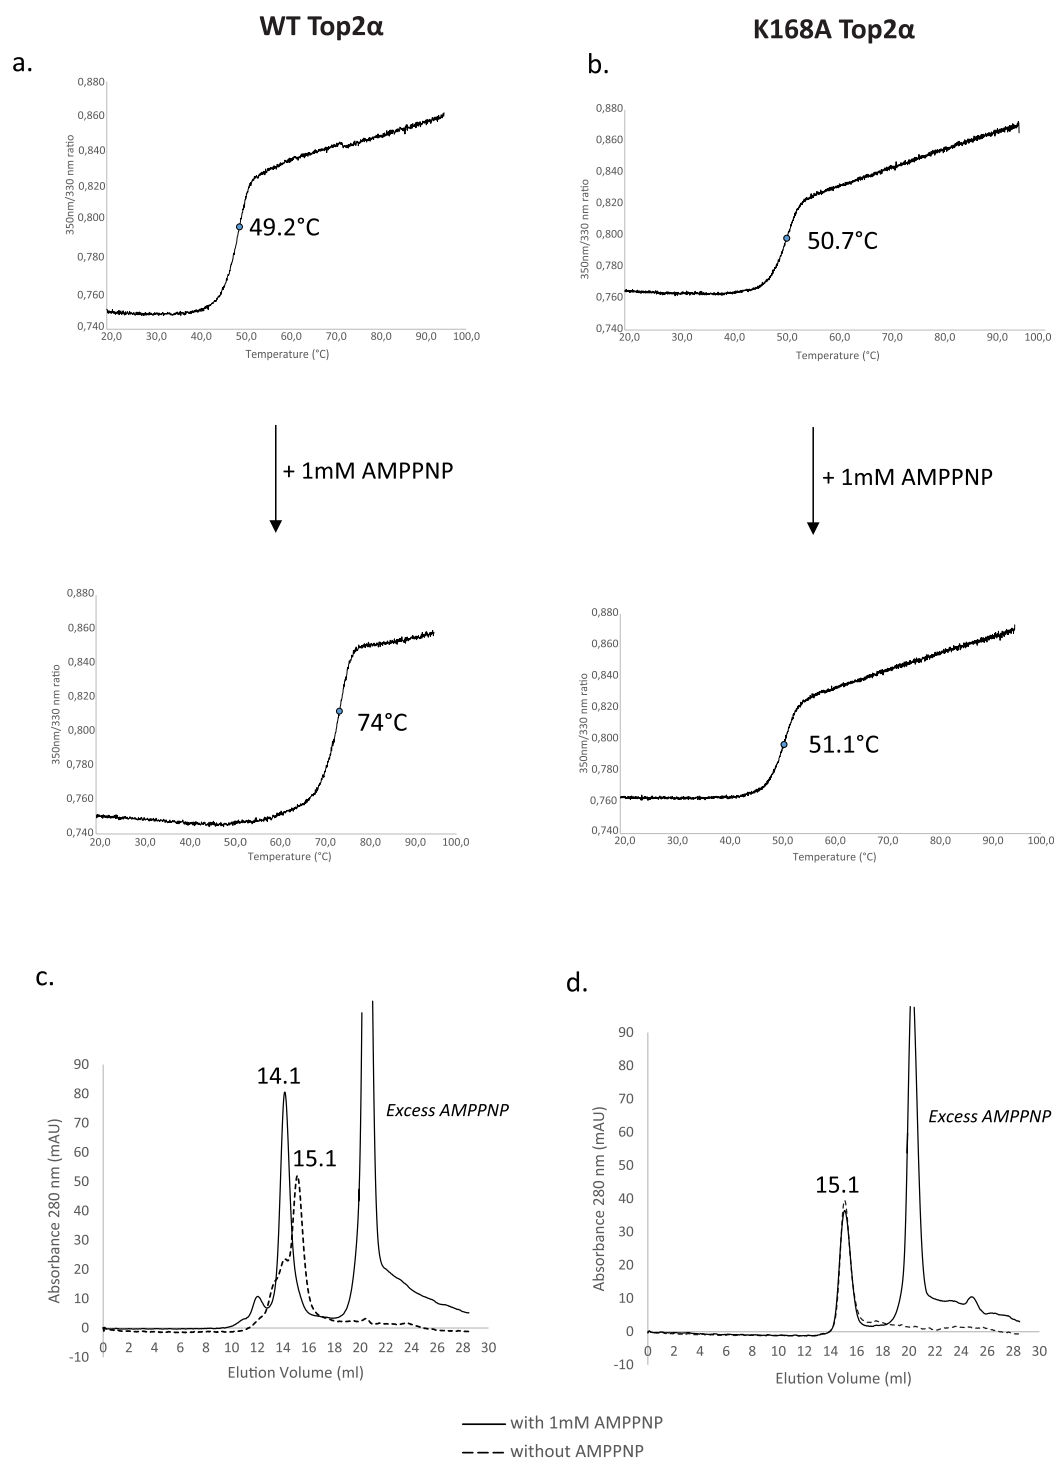 WT Top2α
K168A Top2α
a.
0,880
0,860
0,840
0,820
0,800
0,780
0,760
0,740
350nm/330 nm ratio
49.2°C
20,0 30,0 40,0 50,0 60,0 70,0 80,0 90,0 100,0
Temperature (°C)
b.
0,880
0,860
0,840
0,820
0,800
0,780
0,760
0,740
350nm/330 nm ratio
50.7°C
20,0 30,0 40,0 50,0 60,0 70,0 80,0 90,0 100,0
Temperature (°C)
+ 1mM AMPPNP
+ 1mM AMPPNP
0,880
0,860
0,840
0,820
0,800
0,780
0,760
0,740
350nm/330 nm ratio
74°C
20,0 30,0 40,0 50,0 60,0 70,0 80,0 90,0 100,0
Temperature (°C)
0,880
0,860
0,840
0,820
0,800
0,780
0,760
0,740
350nm/330 nm ratio
51.1°C
20,0 30,0 40,0 50,0 60,0 70,0 80,0 90,0 100,0
Temperature (°C)
c.
90
80
70
60
50
40
30
20
10
0
-10
Absorbance 280 nm (mAU)
14.1
15.1
Excess AMPPNP
0 2 4 6 8 10 12 14 16 18 20 22 24 26 28 30
Elution Volume (ml)
d.
90
80
70
60
50
40
30
20
10
0
-10
Absorbance 280 nm (mAU)
15.1
Excess AMPPNP
0 2 4 6 8 10 12 14 16 18 20 22 24 26 28 30
Elution Volume (ml)
with 1mM AMPPNP
without AMPPNP